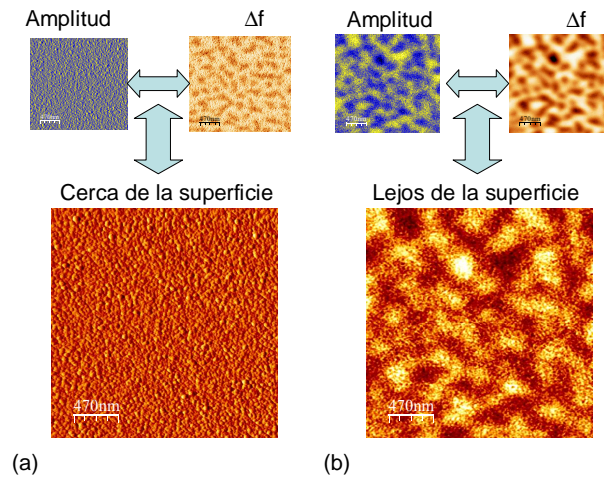 Amplitud
Δf
Amplitud
Δf
470nm
470nm
470nm
470nm
Cerca de la superficie
Lejos de la superficie
470nm
470nm
(a)
(b)